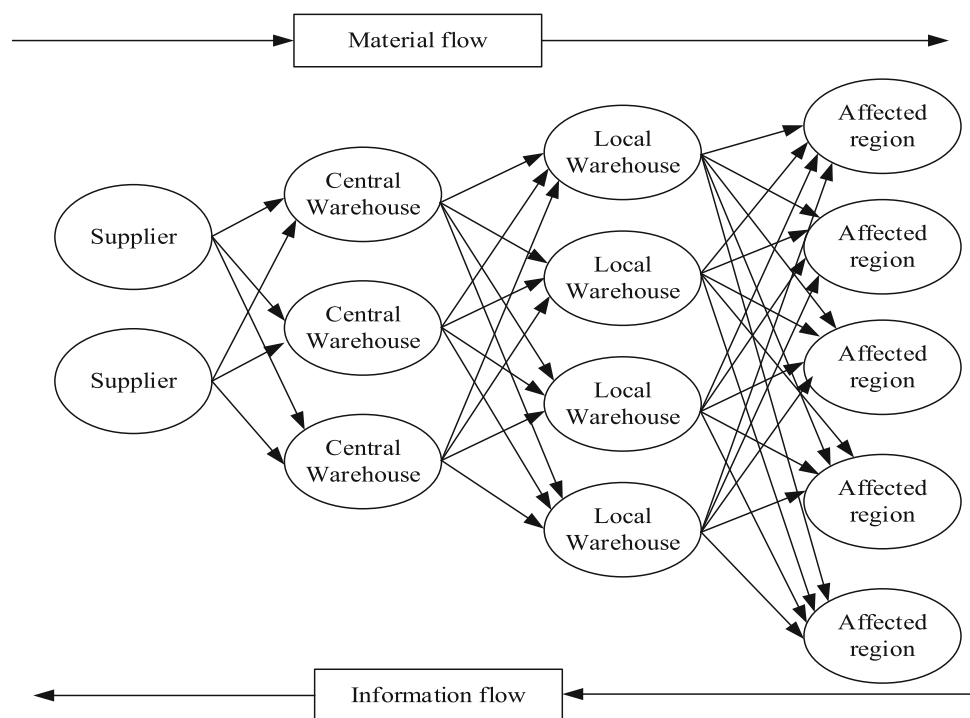 Material flow
Supplier
Supplier
Central
Warehouse
Central
Warehouse
Central
Warehouse
Local
Warehouse
Local
Warehouse
Local
Warehouse
Local
Warehouse
Affected
region
Affected
region
Affected
region
Affected
region
Affected
region
Information flow